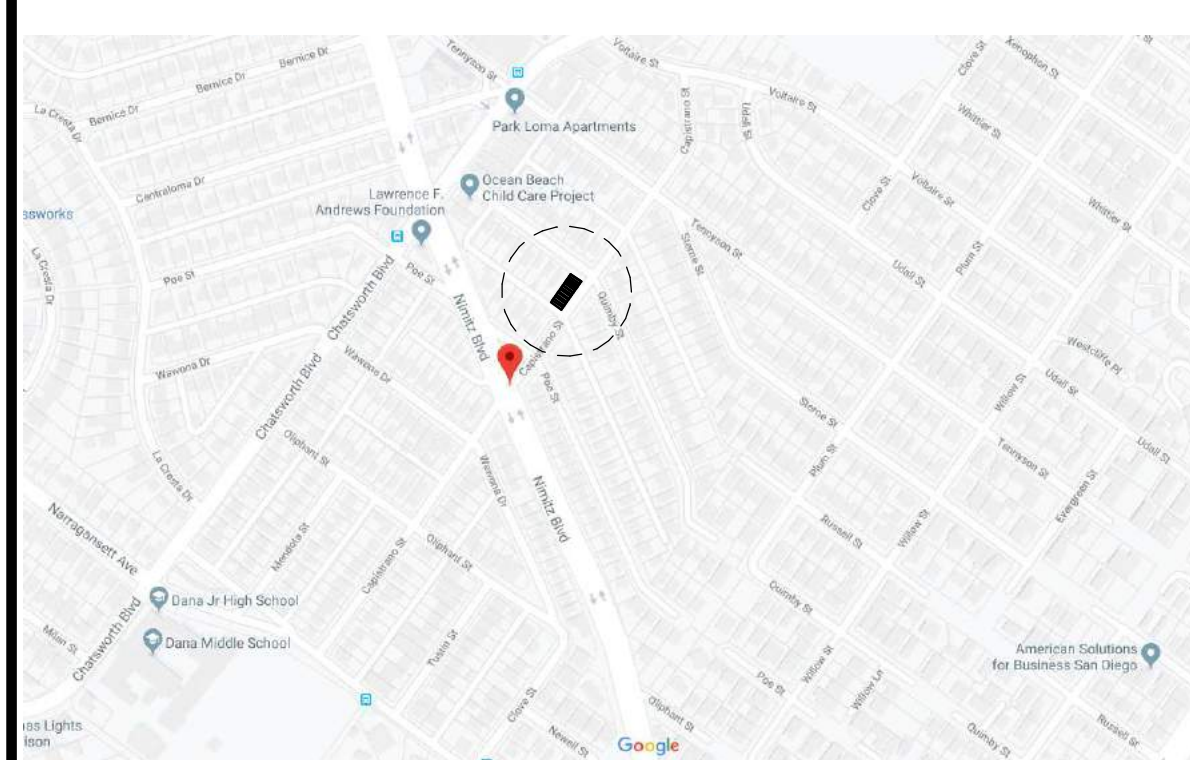 Tennyson St
Voltaire St
Clove St
Xenophon St
Bernice Dr
Bernice Dr
La Cresta Dr
Bernice Dr
Park Loma Apartments
Capistrano St
Udall St
Voltaire St
Whittier St
Centraloma Dr
Lawrence F.
Andrews Foundation
Ocean Beach
Child Care Project
Clove St
Voltaire St
Whittier St
ssworks
La Cresta Dr
Poe St
Chatsworth Blvd
Poe St
Tennyson St
Sterne St
Udall St
Plum St
Nimitz Blvd
Quimby St
Capistrano St
Poe St
Wawona Dr
Wawona Dr
Chatsworth Blvd
Westcliffe Pl
Udall St
Willow St
Sterne St
Tennyson St
Udall St
Oliphant St
La Cresta Dr
Wawona Dr
Nimitz Blvd
Plum St
Evergreen St
Narragansett Ave
Mendota St
Capistrano St
Oliphant St
Russell St
Willow St
Dana Jr High School
Chatsworth Blvd
Milan St
Dana Middle School
Tustin St
Quimby St
American Solutions
for Business San Diego
Poe St
Willow St
Willow Ln
Clove St
Newell St
Oliphant St
Quimby St
Russell St
ass Lights
ison
Google